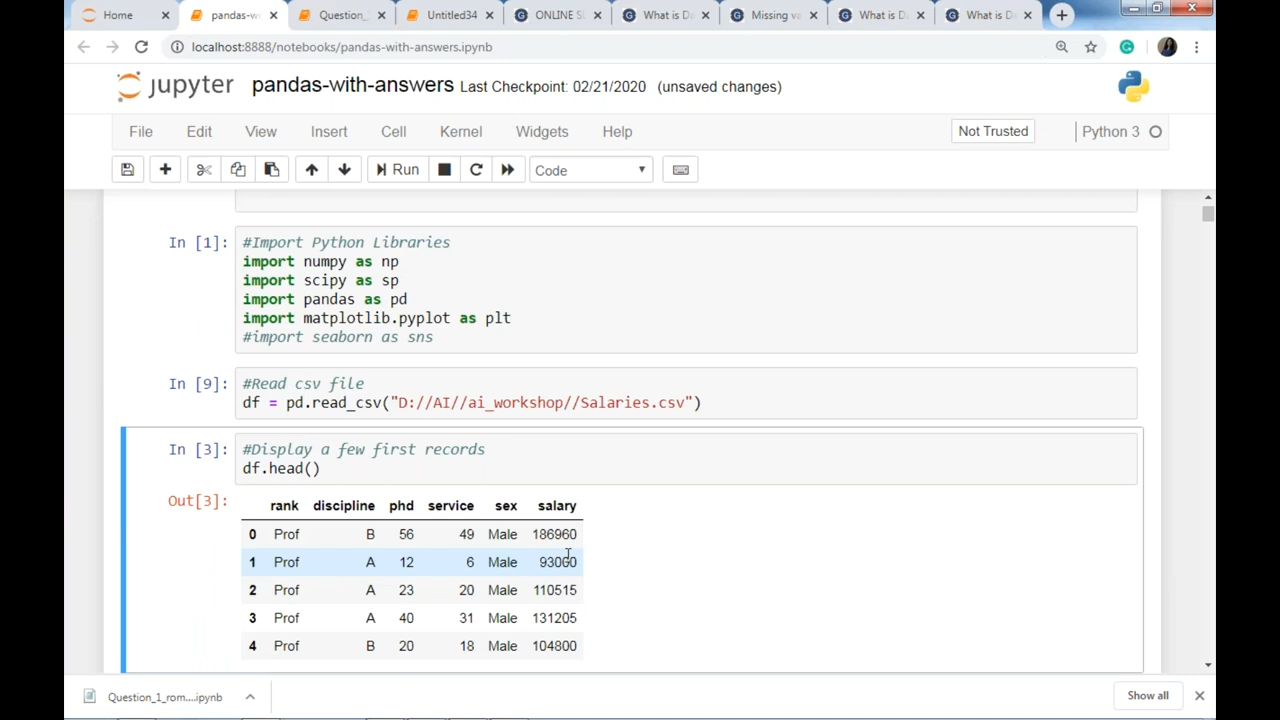 Home
pandas-w
Question_
Untitled34
ONLINE S
What is D
Missing va
What is D
What is D
localhost:8888/notebooks/pandas-with-answers.ipynb
jupyter pandas-with-answers Last Checkpoint: 02/21/2020 (unsaved changes)
File Edit View Insert Cell Kernel Widgets Help Not Trusted Python 3
Run Code
In [1]: #Import Python Libraries
import numpy as np
import scipy as sp
import pandas as pd
import matplotlib.pyplot as plt
#import seaborn as sns
In [9]: #Read csv file
df = pd.read_csv("D://AI//ai_workshop//Salaries.csv")
In [3]: #Display a few first records
df.head()
Out[3]:
rank discipline phd service sex salary
0 Prof B 56 49 Male 186960
1 Prof A 12 6 Male 93000
2 Prof A 23 20 Male 110515
3 Prof A 40 31 Male 131205
4 Prof B 20 18 Male 104800
Question_1_rom....ipynb Show all